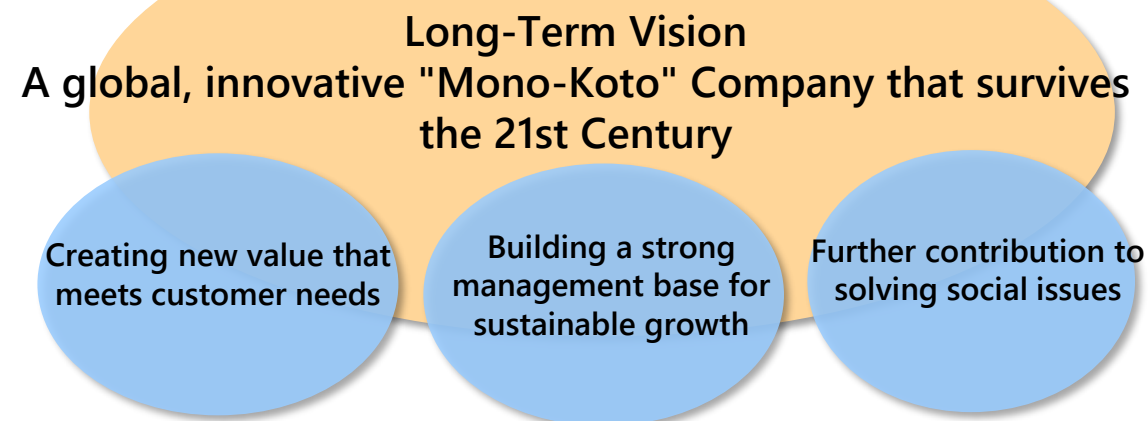 Long-Term Vision
A global, innovative "Mono-Koto" Company that survives
the 21st Century
Creating new value that
meets customer needs
Building a strong
management base for
sustainable growth
Further contribution to
solving social issues